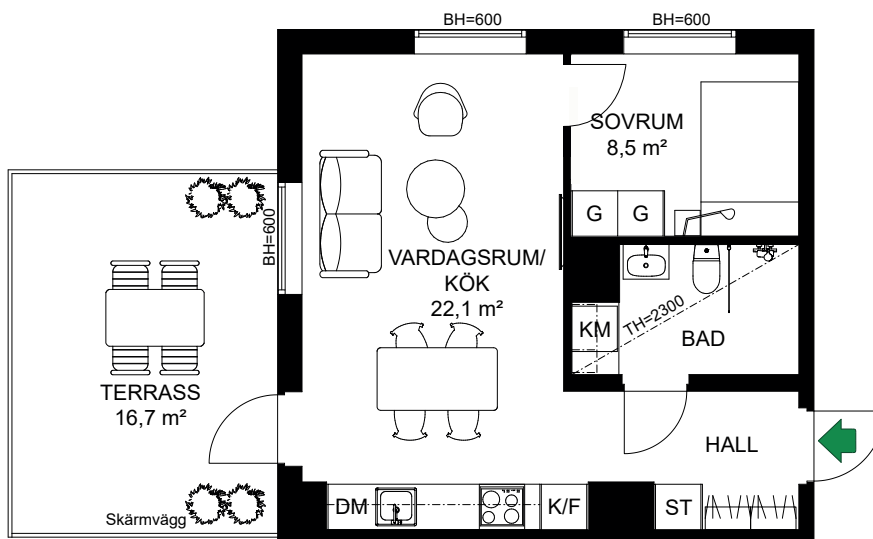 BH=600
BH=600
SOVRUM
8,5 m²
G
G
BH=600
VARDAGSRUM/
KÖK
22,1 m²
TH=2300
KM
BAD
TERRASS
16,7 m²
HALL
DM
K/F
ST
Skärmvägg